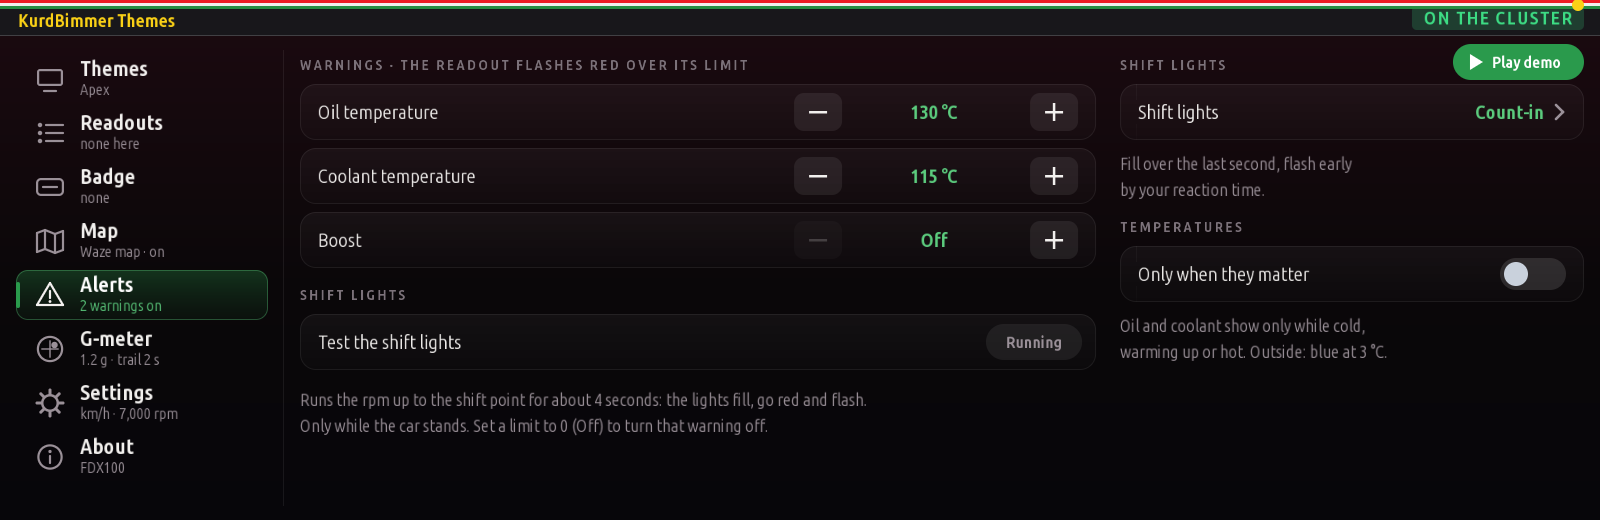 KurdBimmer Themes
ON THE CLUSTER
Themes
Apex
Readouts
none here
Badge
none
Map
Waze map · on
Alerts
2 warnings on
G-meter
1.2 g · trail 2 s
Settings
km/h · 7,000 rpm
About
FDX100
WARNINGS · THE READOUT FLASHES RED OVER ITS LIMIT
Oil temperature
130 °C
Coolant temperature
115 °C
Boost
Off
SHIFT LIGHTS
Test the shift lights
Running
Runs the rpm up to the shift point for about 4 seconds: the lights fill, go red and flash.
Only while the car stands. Set a limit to 0 (Off) to turn that warning off.
SHIFT LIGHTS
Play demo
Shift lights
Count-in
Fill over the last second, flash early
by your reaction time.
TEMPERATURES
Only when they matter
Oil and coolant show only while cold,
warming up or hot. Outside: blue at 3 °C.